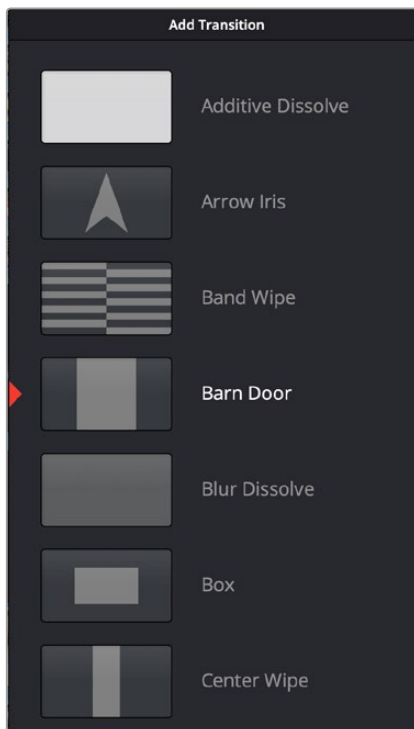 Add Transition
Additive Dissolve
Arrow Iris
Band Wipe
Barn Door
Blur Dissolve
Box
Center Wipe